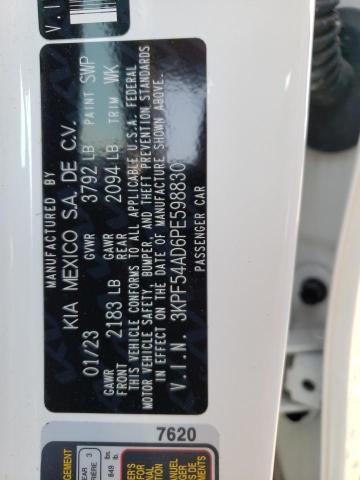 V.I.N
MANUFACTURED BY
KIA MEXICO S.A. DE C.V.
01/23 GVWR 3792 LB PAINT SWP
GAWR FRONT 2183 LB GAWR REAR 2094 LB TRIM WK
THIS VEHICLE CONFORMS TO ALL APPLICABLE U.S.A. FEDERAL
MOTOR VEHICLE SAFETY, BUMPER, AND THEFT PREVENTION STANDARDS
IN EFFECT ON THE DATE OF MANUFACTURE SHOWN ABOVE.
V.I.N. 3KPF54AD6PE598830
PASSENGER CAR
7620